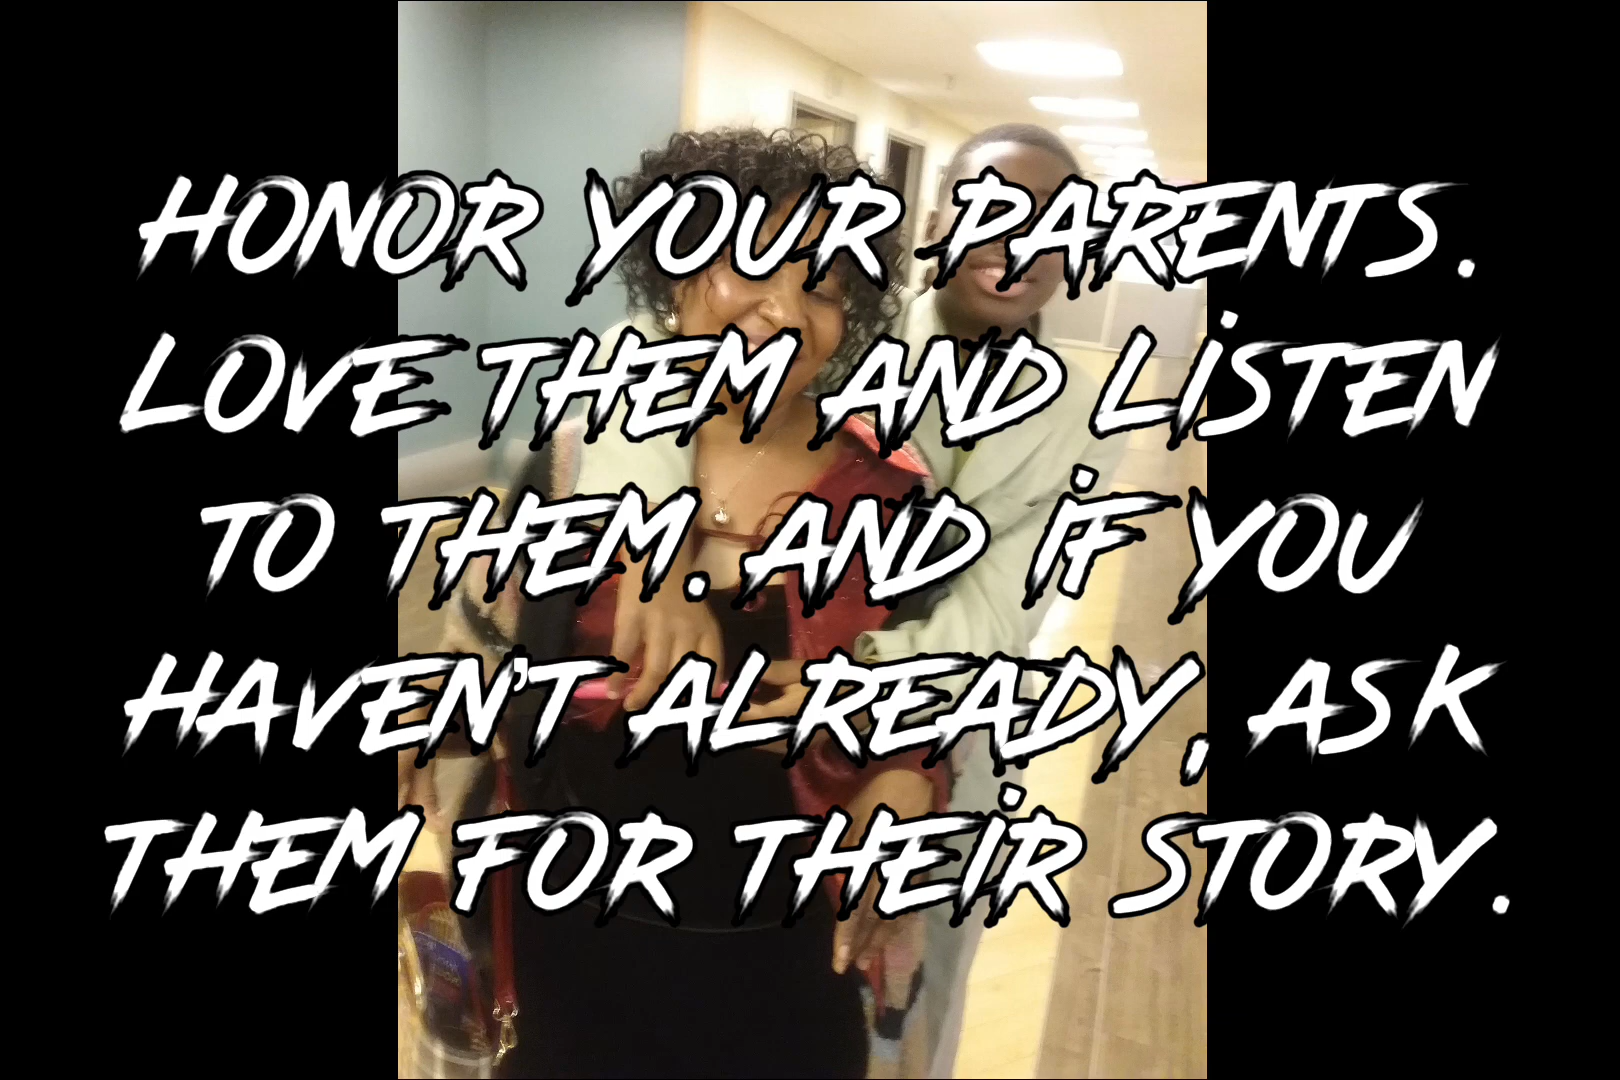 HONOR YOUR PARENTS.
LOVE THEM AND LISTEN
TO THEM. AND IF YOU
HAVEN'T ALREADY, ASK
THEM FOR THEIR STORY.